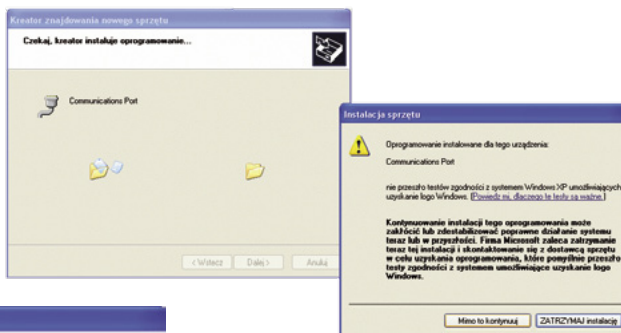 Kreator znajdowania nowego sprzętu
Czekaj, kreator instaluje oprogramowanie...
Communications Port
< Wstecz
Dalej >
Anuluj
Instalacja sprzętu
Oprogramowanie instalowane dla tego urządzenia:
Communications Port
nie przeszło testów zgodności z systemem Windows XP umożliwiających
uzyskanie logo Windows. (Powiedz mi, dlaczego te testy są ważne.)
Kontynuowanie instalacji tego oprogramowania może
zakłócić lub zdestabilizować poprawne działanie systemu
teraz lub w przyszłości. Firma Microsoft zaleca zatrzymanie
teraz tej instalacji i skontaktowanie się z dostawcą sprzętu
w celu uzyskania oprogramowania, które pomyślnie przeszło
testy zgodności z systemem umożliwiające uzyskanie logo
Windows.
Mimo to kontynuuj
ZATRZYMAJ instalację